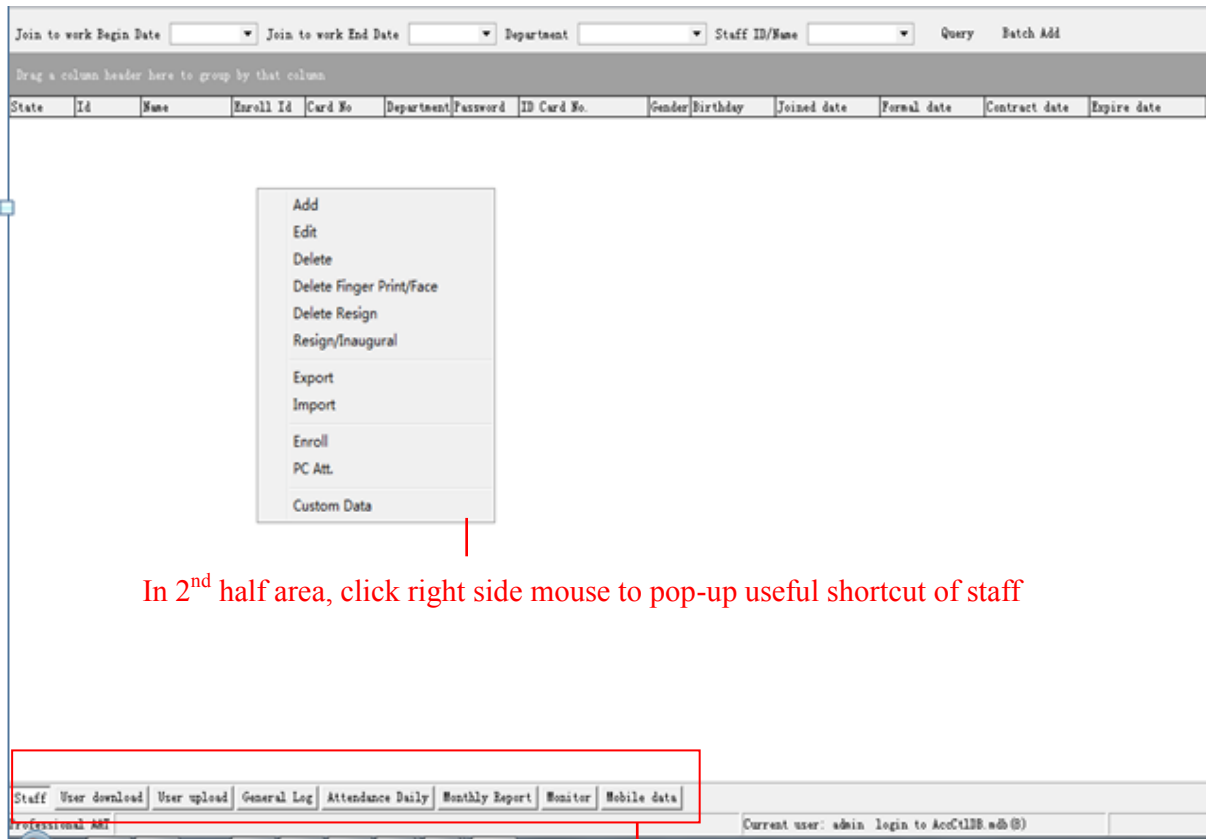 Join to work Begin Date Join to work End Date Department Staff ID/Name Query Batch Add
Drag a column header here to group by that column
State Id Name Enroll Id Card No Department Password ID Card No. Gender Birthday Joined date Formal date Contract date Expire date
Add
Edit
Delete
Delete Finger Print/Face
Delete Resign
Resign/Inaugural
Export
Import
Enroll
PC Att.
Custom Data
In 2nd half area, click right side mouse to pop-up useful shortcut of staff
Staff User download User upload General Log Attendance Daily Monthly Report Monitor Mobile data
Professional Current user: admin login to AccCtlDB.mdb(B)